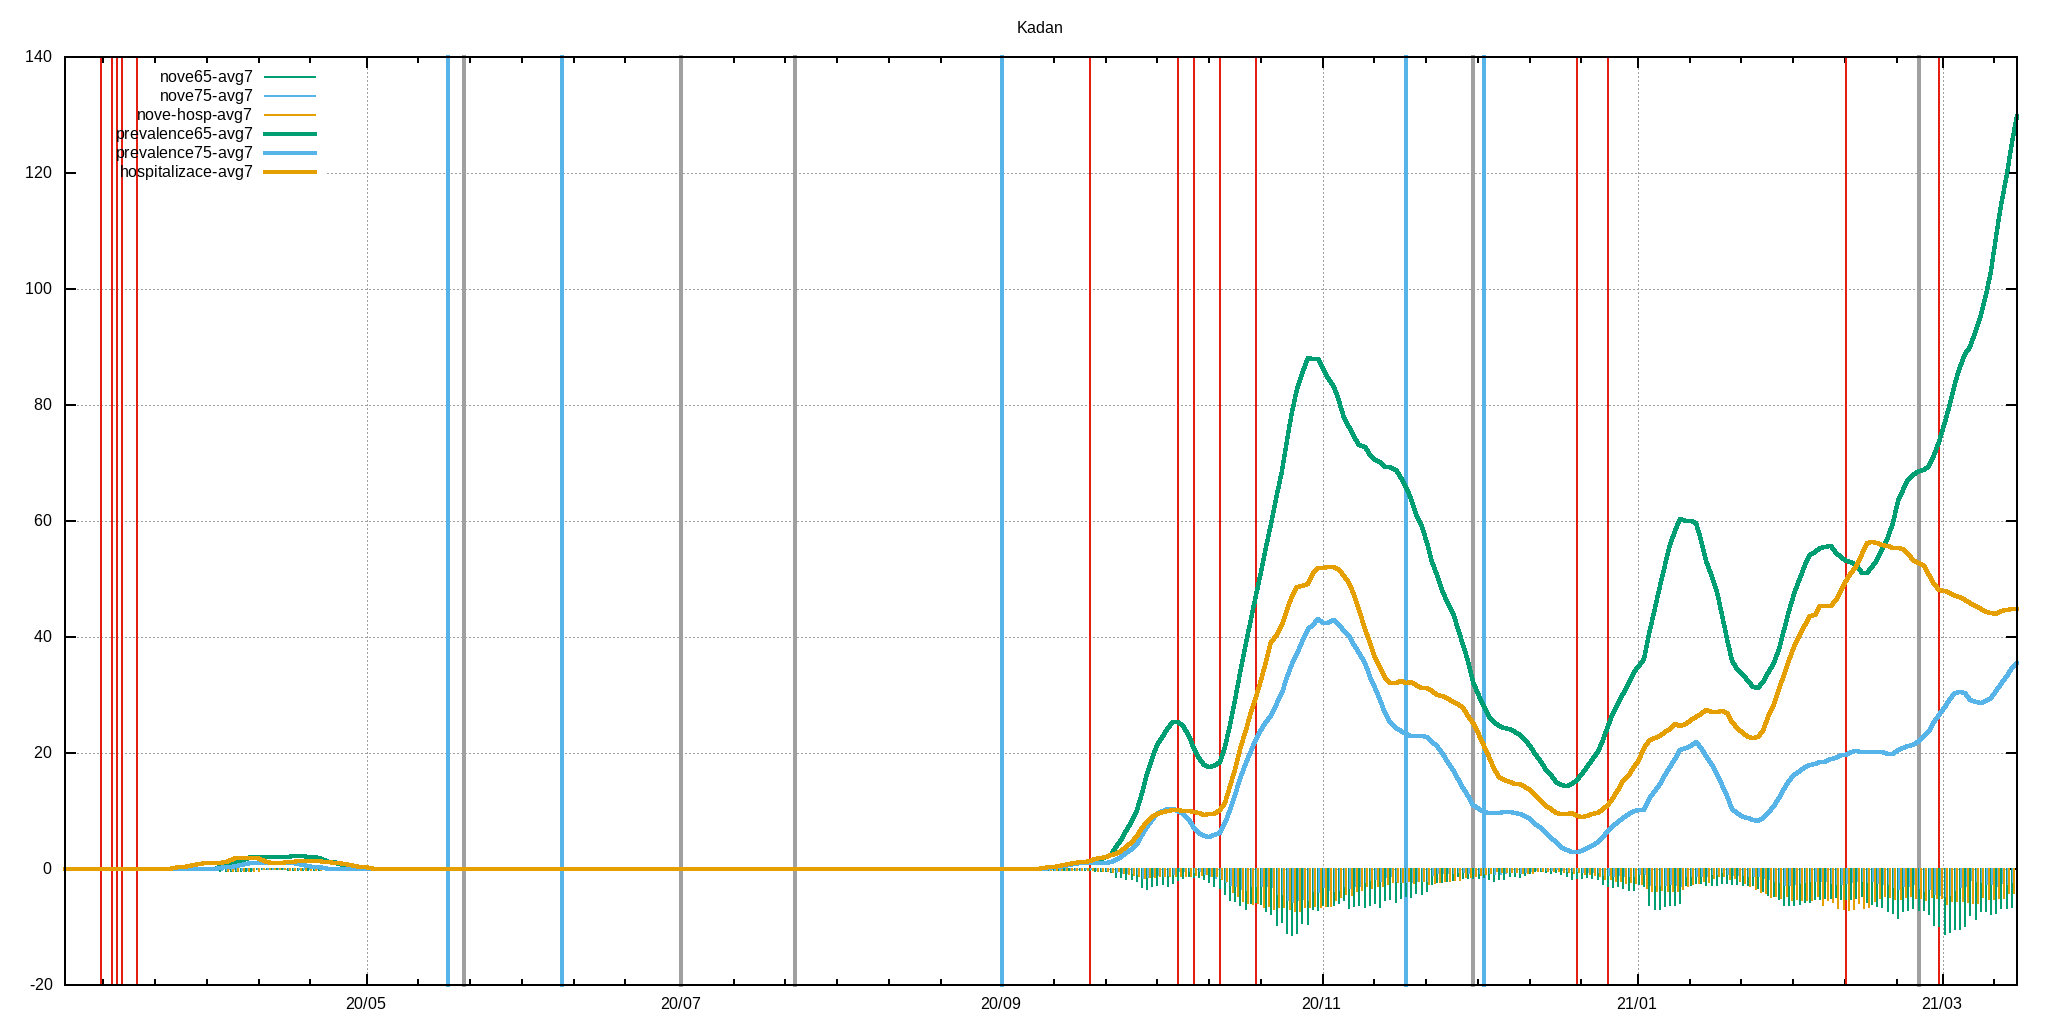 Kadan
140
120
100
80
60
40
20
0
-20
nove65-avg7
nove75-avg7
nove-hosp-avg7
prevalence65-avg7
prevalence75-avg7
hospitalizace-avg7
20/05 20/07 20/09 20/11 21/01 21/03